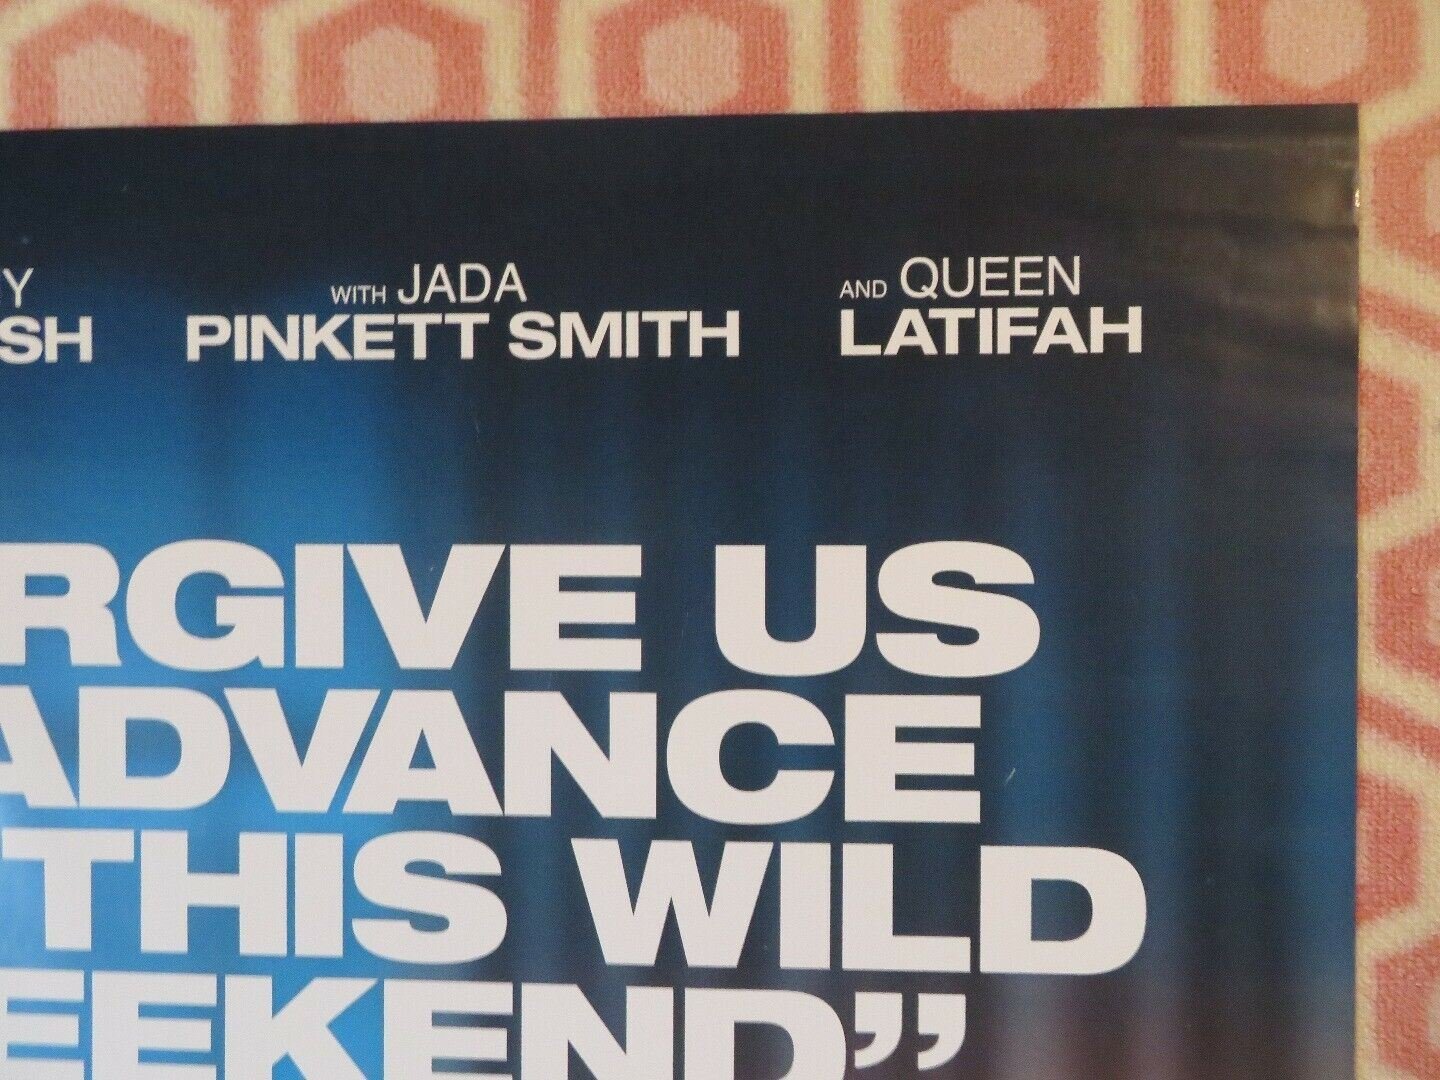 Y WITH JADA AND QUEEN
SH PINKETT SMITH LATIFAH
RGIVE US
ADVANCE
THIS WILD
EEKEND”